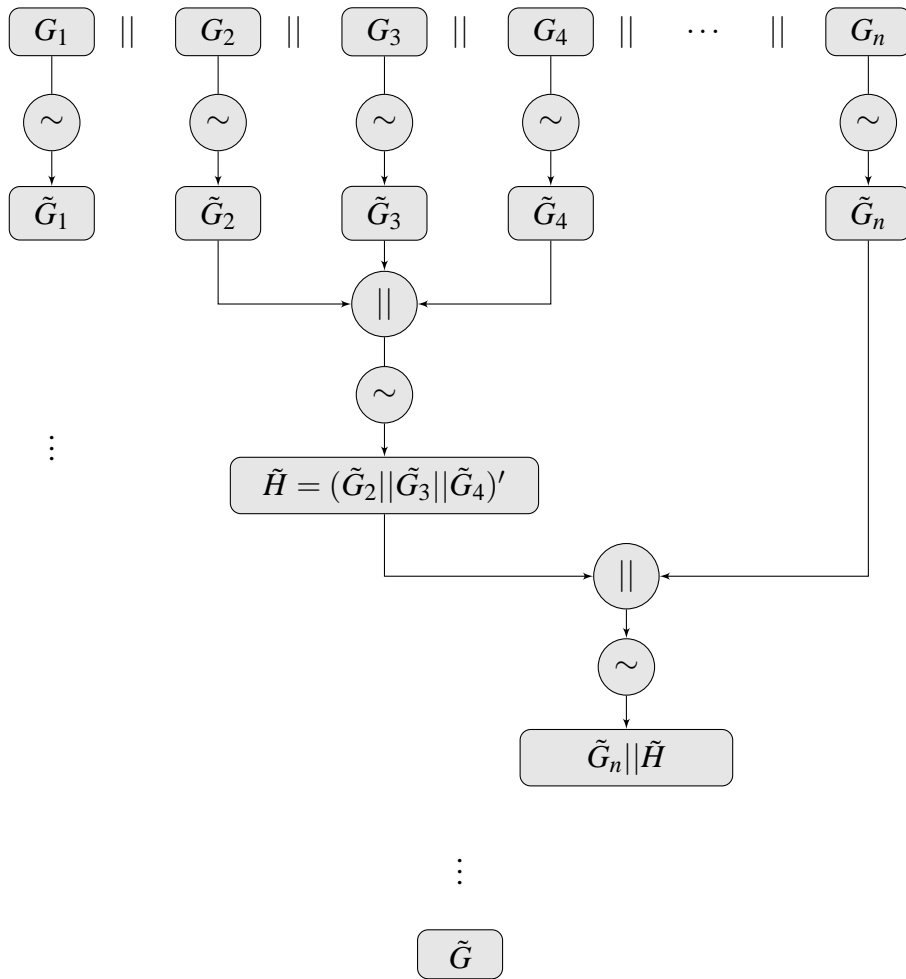 G₁ || G₂ || G₃ || G₄ || ⋯ || Gₙ
∼ ∼ ∼ ∼ ∼
G̃₁ G̃₂ G̃₃ G̃₄ G̃ₙ
||
∼
⋮
H̃ = (G̃₂||G̃₃||G̃₄)′
||
∼
G̃ₙ||H̃
⋮
G̃